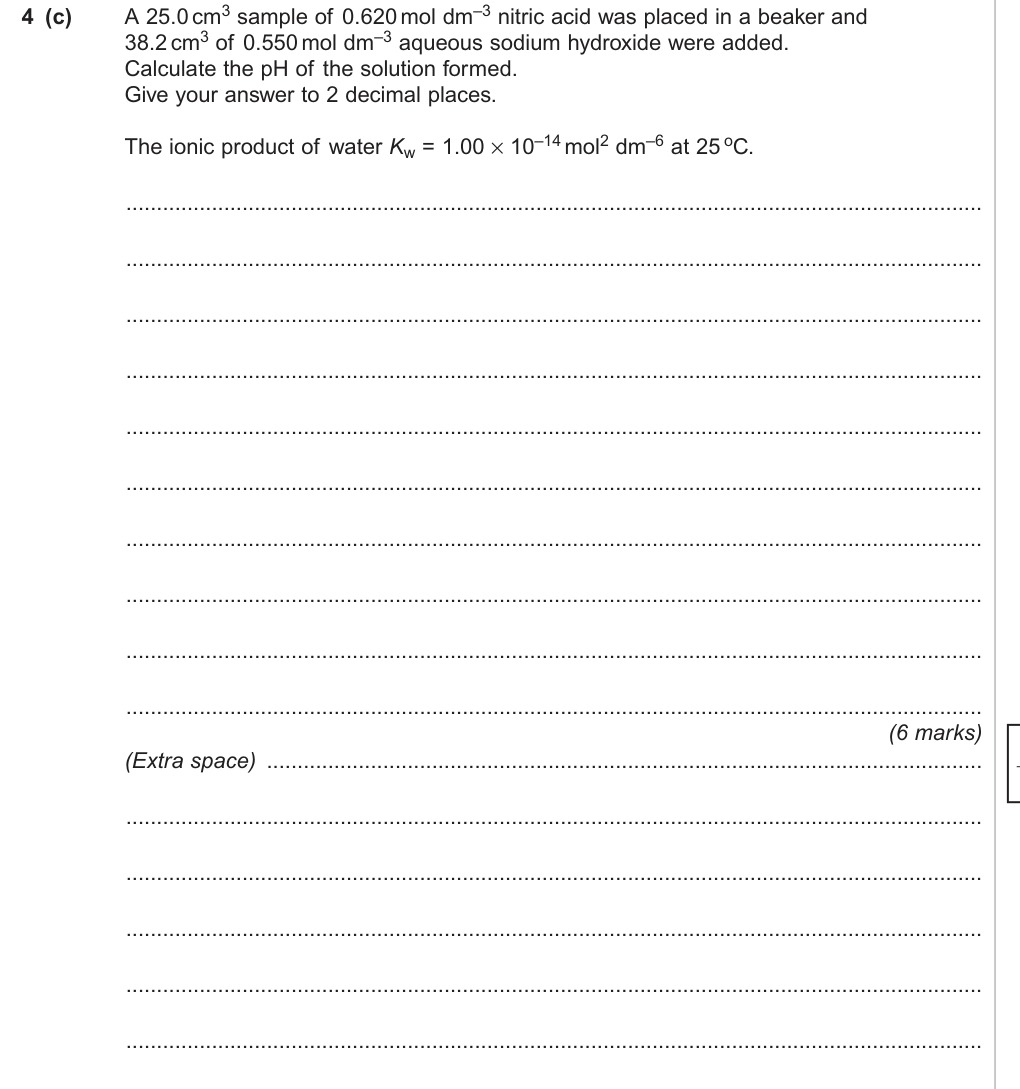 4 (c) A 25.0 cm³ sample of 0.620 mol dm⁻³ nitric acid was placed in a beaker and
38.2 cm³ of 0.550 mol dm⁻³ aqueous sodium hydroxide were added.
Calculate the pH of the solution formed.
Give your answer to 2 decimal places.
The ionic product of water Kw = 1.00 × 10⁻¹⁴ mol² dm⁻⁶ at 25 °C.
(6 marks)
(Extra space)